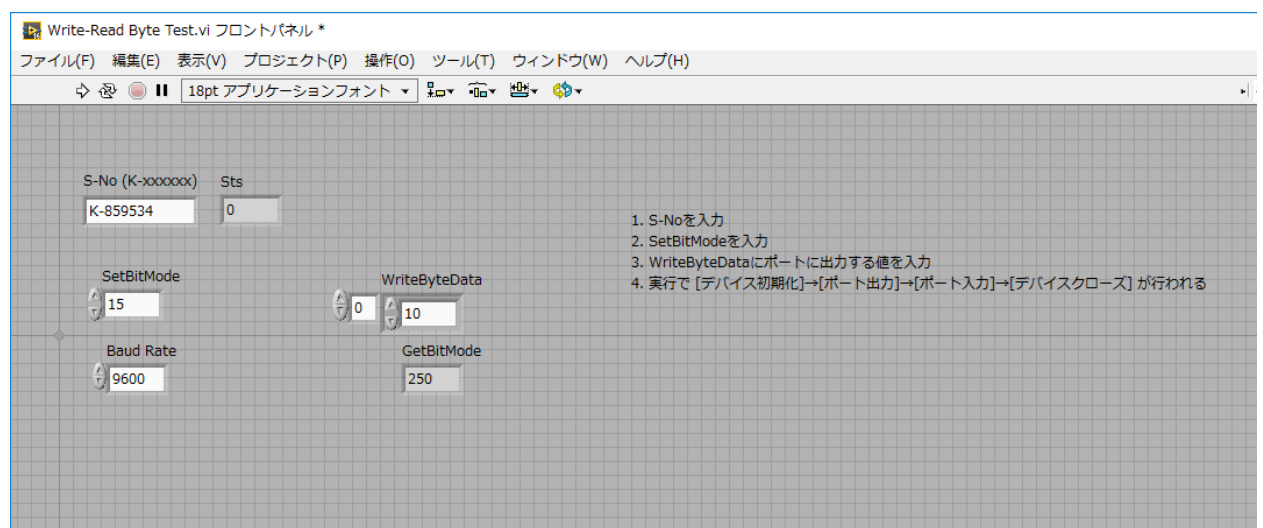 Write-Read Byte Test.vi フロントパネル *
ファイル(F) 編集(E) 表示(V) プロジェクト(P) 操作(O) ツール(T) ウィンドウ(W) ヘルプ(H)
18pt アプリケーションフォント
S-No (K-xxxxxx) Sts
K-859534 0
1. S-Noを入力
2. SetBitModeを入力
3. WriteByteDataにポートに出力する値を入力
4. 実行で [デバイス初期化]→[ポート出力]→[ポート入力]→[デバイスクローズ] が行われる
SetBitMode WriteByteData
15 0 10
Baud Rate GetBitMode
9600 250